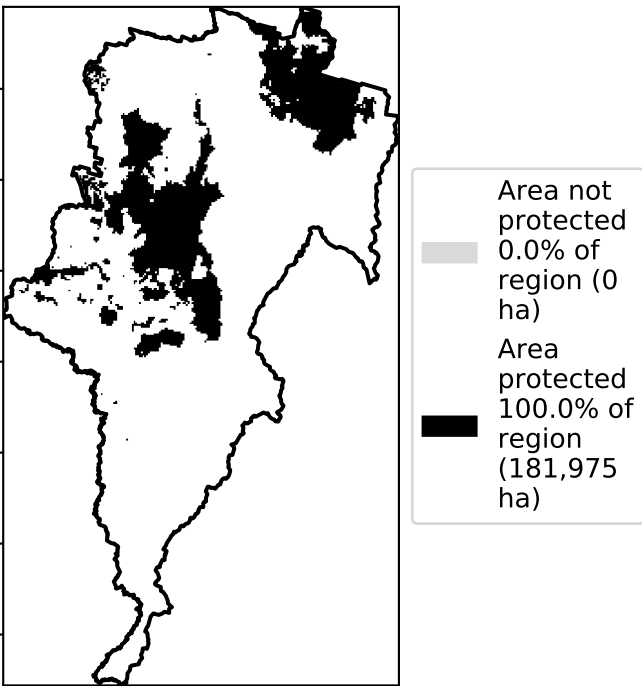 Area not
protected
0.0% of
region (0
ha)
Area
protected
100.0% of
region
(181,975
ha)